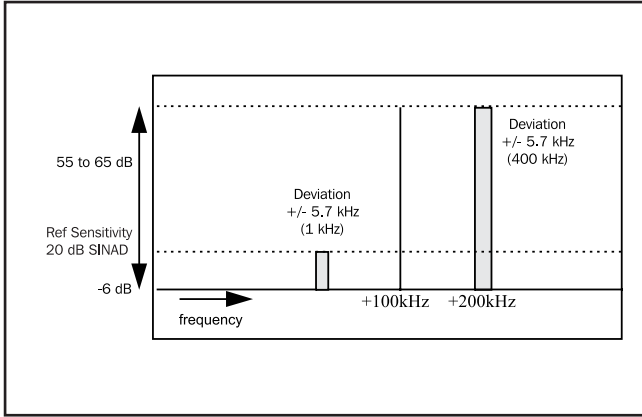 Deviation
+/- 5.7 kHz
(400 kHz)
55 to 65 dB
Deviation
+/- 5.7 kHz
(1 kHz)
Ref Sensitivity
20 dB SINAD
-6 dB
+100kHz
+200kHz
frequency